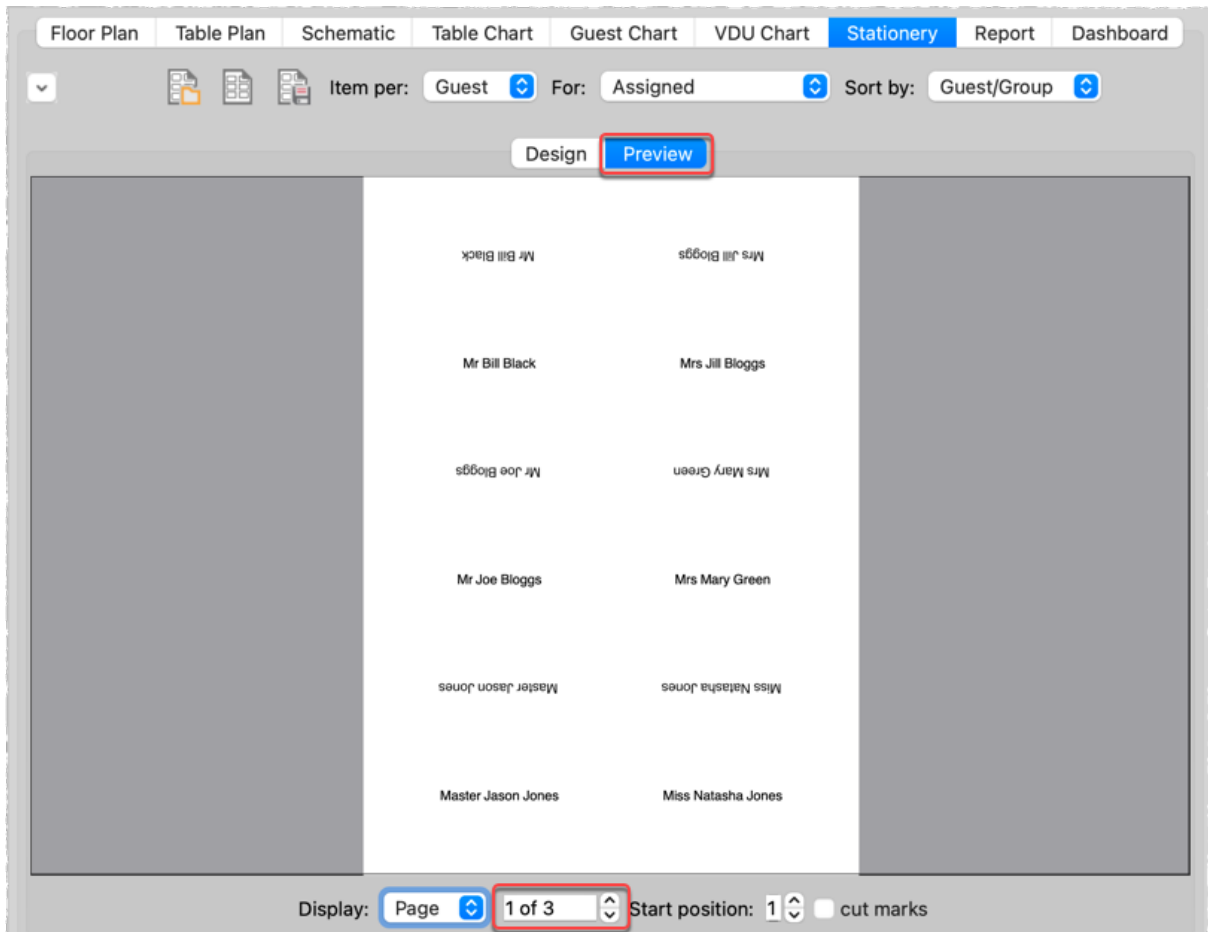 Floor Plan Table Plan Schematic Table Chart Guest Chart VDU Chart Stationery Report Dashboard
Item per: Guest For: Assigned Sort by: Guest/Group
Design Preview
Mr Bill Black Mrs Jill Bloggs
Mr Bill Black Mrs Jill Bloggs
Mr Joe Bloggs Mrs Mary Green
Mr Joe Bloggs Mrs Mary Green
Master Jason Jones Miss Natasha Jones
Master Jason Jones Miss Natasha Jones
Display: Page 1 of 3 Start position: 1 cut marks